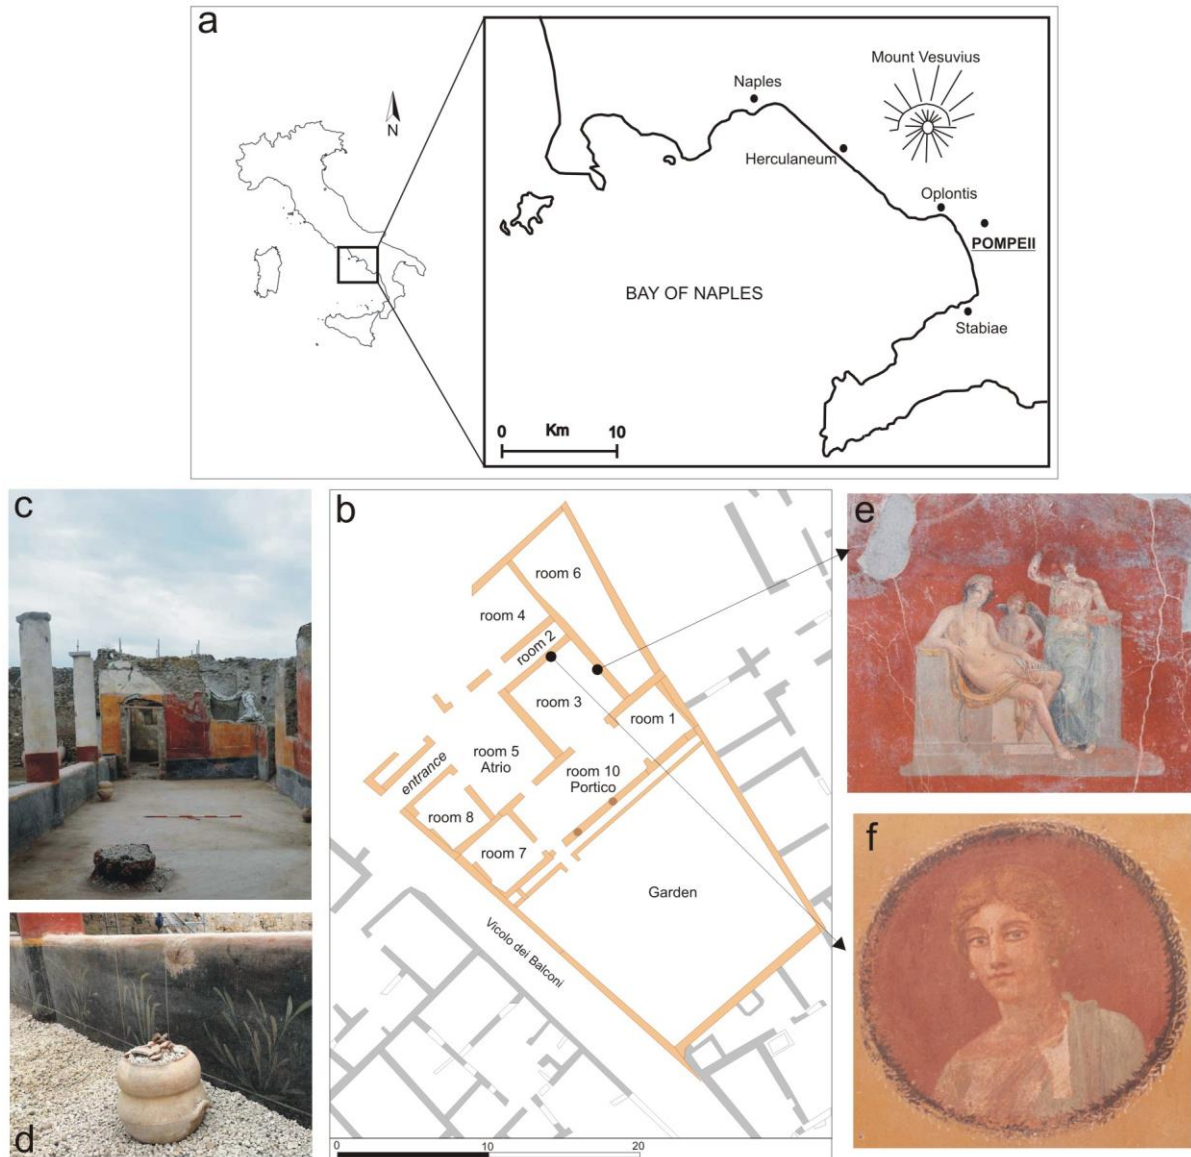 a
N
Mount Vesuvius
Naples
Herculaneum
Oplontis
POMPEII
BAY OF NAPLES
Stabiae
0 Km 10
c
b
room 6
room 4
room 2
room 3
room 1
room 5
Atrio
room 10
Portico
entrance
room 8
room 7
Garden
Vicolo dei Balconi
0 10 20
e
d
f